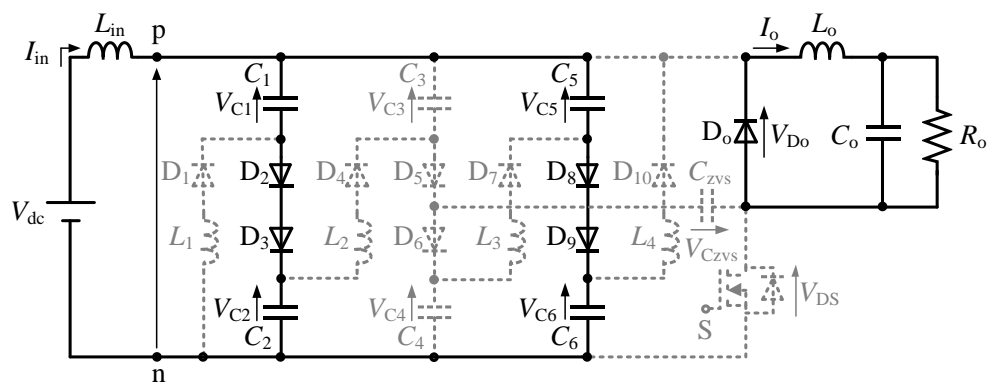 I_in
L_in
p
I_o
L_o
C_1
C_3
C_5
V_C1
V_C3
V_C5
D_o
V_Do
C_o
R_o
D_1
D_2
D_4
D_5
D_7
D_8
D_10
C_zvs
V_dc
L_1
D_3
L_2
D_6
L_3
D_9
L_4
V_Czvs
V_C2
V_C4
V_C6
S
V_DS
C_2
C_4
C_6
n